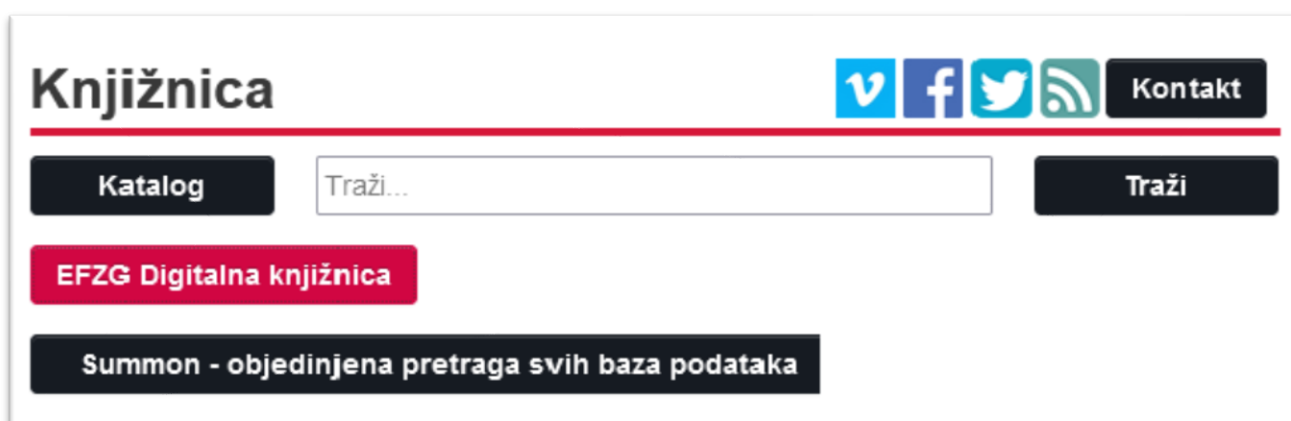 Knjižnica
Kontakt
Katalog
Traži...
Traži
EFZG Digitalna knjižnica
Summon - objedinjena pretraga svih baza podataka